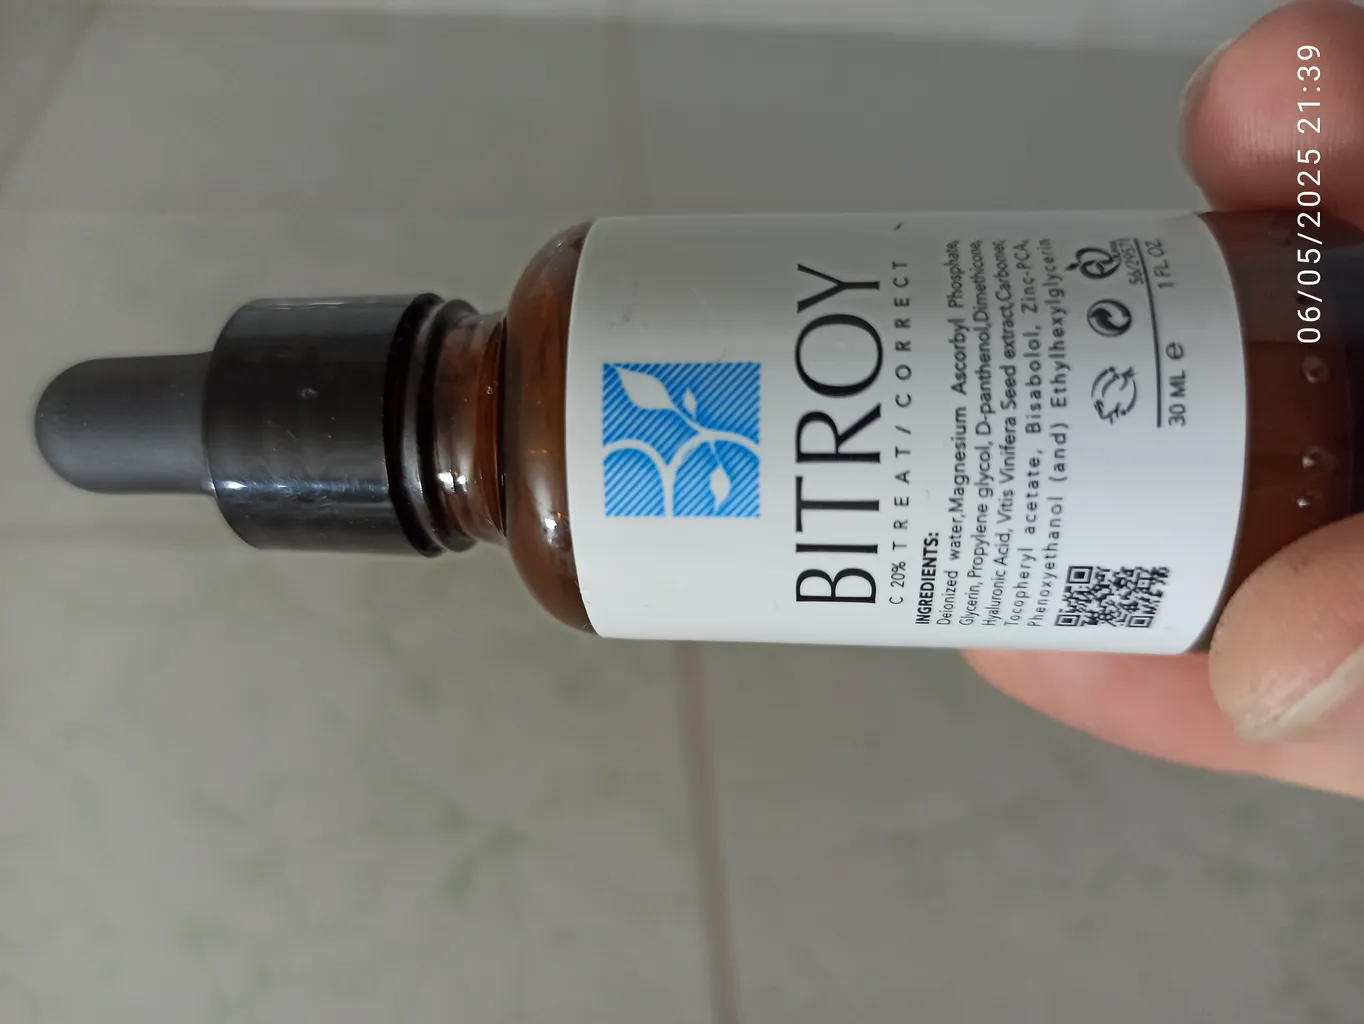 BITROY
C 20% TREAT/CORRECT
INGREDIENTS:
Deionized water,Magnesium Ascorbyl Phosphate,
Glycerin, Propylene glycol, D-panthenol,Dimethicone,
Hyaluronic Acid, Vitis Vinifera Seed extract,Carbomer,
Tocopheryl acetate, Bisabolol, Zinc-PCA,
Phenoxyethanol (and) Ethylhexylglycerin
56/29571
30 ML e 1 FL OZ
06/05/2025 21:39